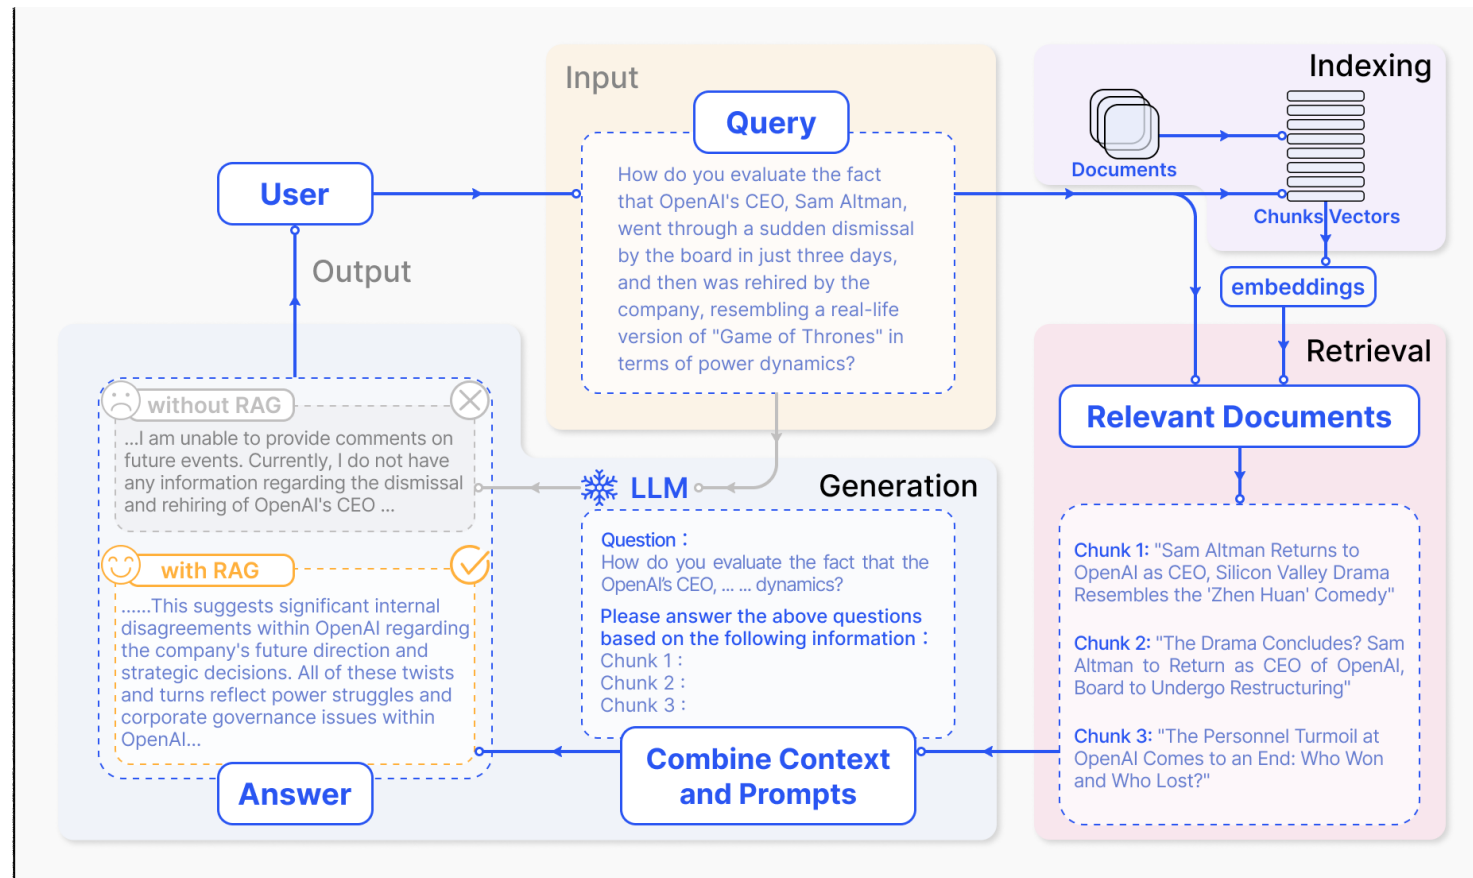 Input
Query
How do you evaluate the fact
that OpenAI's CEO, Sam Altman,
went through a sudden dismissal
by the board in just three days,
and then was rehired by the
company, resembling a real-life
version of "Game of Thrones" in
terms of power dynamics?
Indexing
Documents
Chunks Vectors
embeddings
User
Output
Retrieval
Relevant Documents
Chunk 1: "Sam Altman Returns to
OpenAI as CEO, Silicon Valley Drama
Resembles the 'Zhen Huan' Comedy"
Chunk 2: "The Drama Concludes? Sam
Altman to Return as CEO of OpenAI,
Board to Undergo Restructuring"
Chunk 3: "The Personnel Turmoil at
OpenAI Comes to an End: Who Won
and Who Lost?"
Generation
LLM
Question :
How do you evaluate the fact that the
OpenAI's CEO, ... ... dynamics?
Please answer the above questions
based on the following information :
Chunk 1 :
Chunk 2 :
Chunk 3 :
Combine Context
and Prompts
without RAG
...I am unable to provide comments on
future events. Currently, I do not have
any information regarding the dismissal
and rehiring of OpenAI's CEO ...
with RAG
......This suggests significant internal
disagreements within OpenAI regarding
the company's future direction and
strategic decisions. All of these twists
and turns reflect power struggles and
corporate governance issues within
OpenAI...
Answer